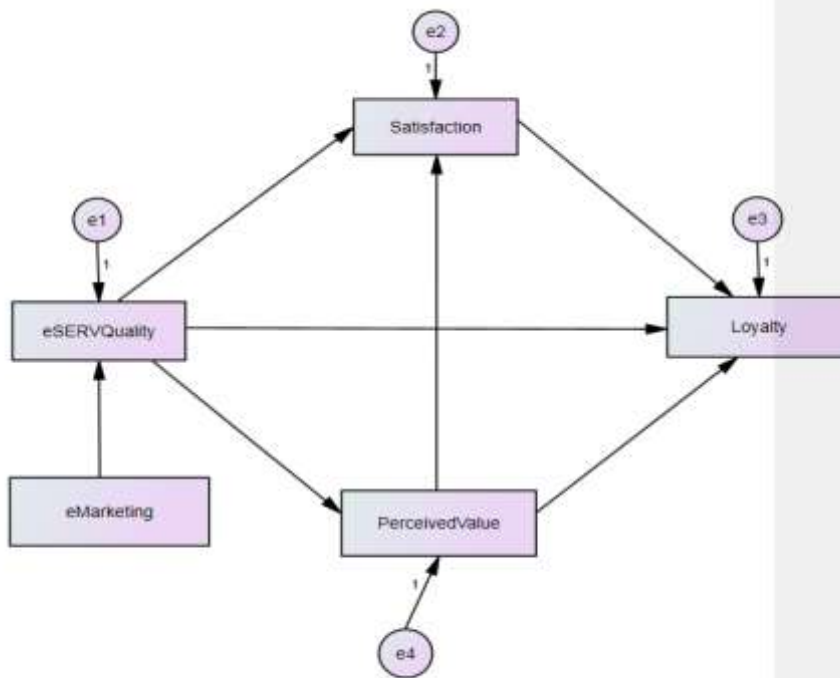 e2
1
Satisfaction
e1
1
e3
1
eSERVQuality
Loyalty
eMarketing
PerceivedValue
1
e4